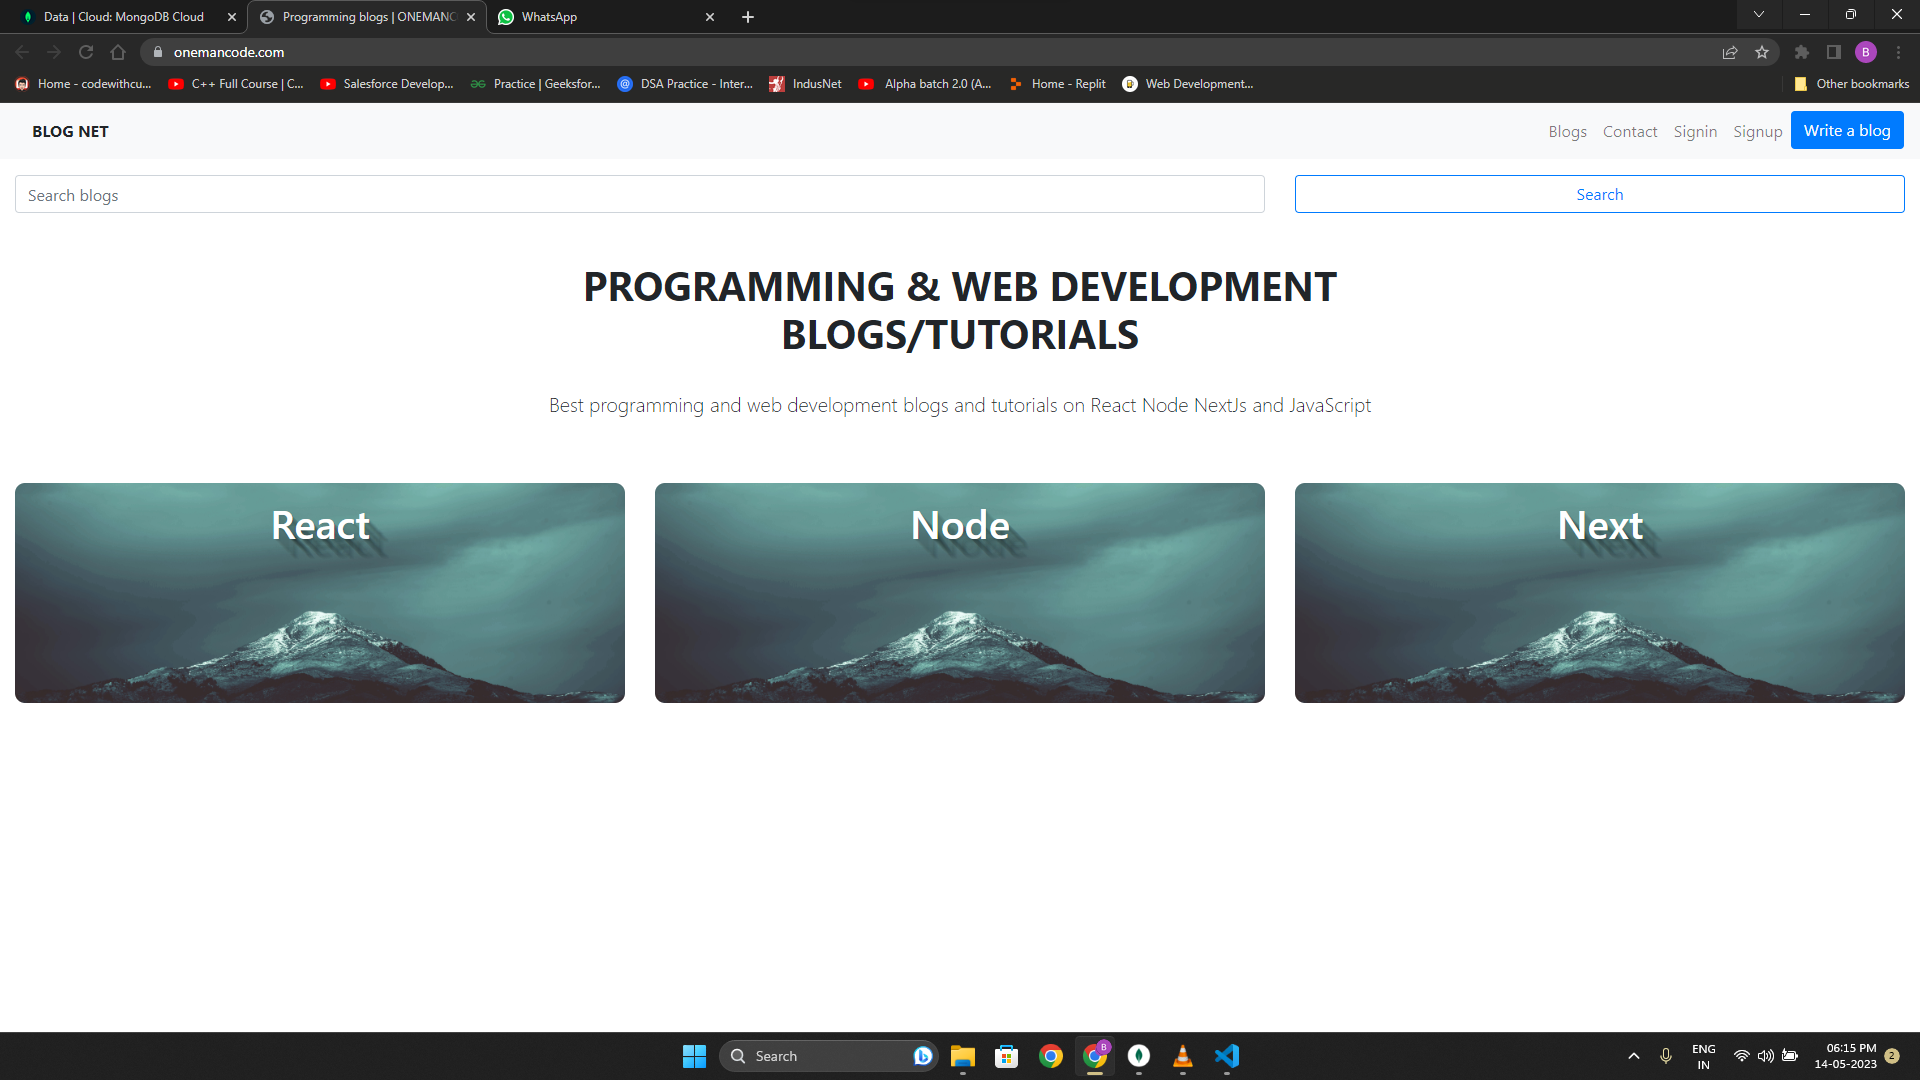 Data | Cloud: MongoDB Cloud
Programming blogs | ONEMANC
WhatsApp
onemancode.com
B
Home - codewithcu...
C++ Full Course | C...
Salesforce Develop...
Practice | Geeksfor...
DSA Practice - Inter...
IndusNet
Alpha batch 2.0 (A...
Home - Replit
Web Development...
Other bookmarks
BLOG NET
Blogs
Contact
Signin
Signup
Write a blog
Search blogs
Search
PROGRAMMING & WEB DEVELOPMENT
BLOGS/TUTORIALS
Best programming and web development blogs and tutorials on React Node NextJs and JavaScript
React
Node
Next
Search
B
ENG
IN
06:15 PM
14-05-2023
2